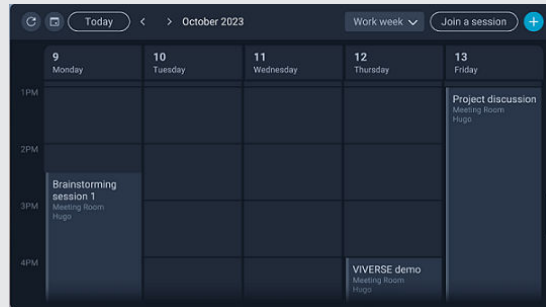 Today
October 2023
Work week
Join a session
9
Monday
10
Tuesday
11
Wednesday
12
Thursday
13
Friday
1PM
2PM
3PM
4PM
Brainstorming
session 1
Meeting Room
Hugo
VIVERSE demo
Meeting Room
Hugo
Project discussion
Meeting Room
Hugo